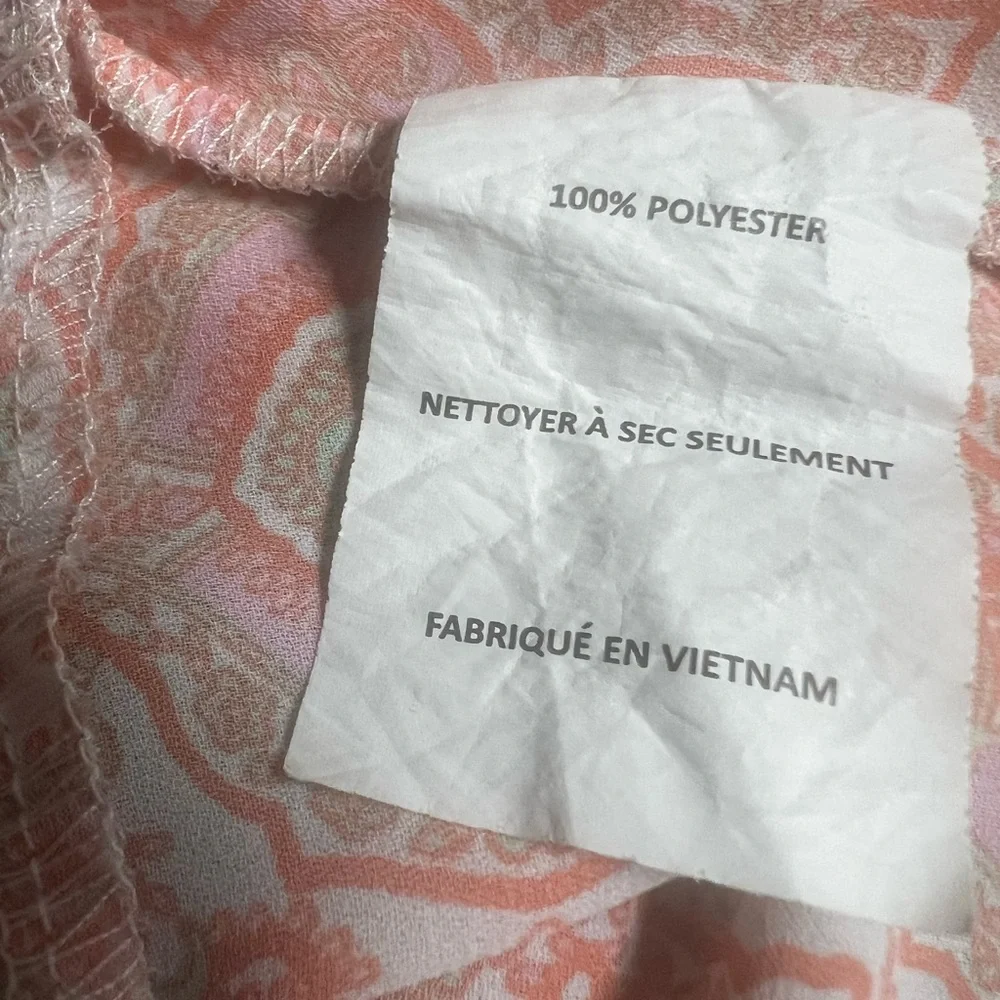 100% POLYESTER
NETTOYER À SEC SEULEMENT
FABRIQUÉ EN VIETNAM